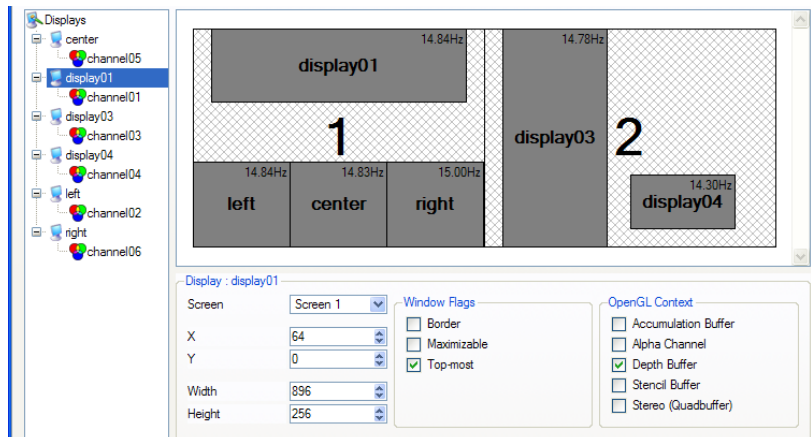 Displays
center
channel05
display01
channel01
display03
channel03
display04
channel04
left
channel02
right
channel06
14.84Hz
display01
14.78Hz
display03
1
2
14.84Hz
left
14.83Hz
center
15.00Hz
right
14.30Hz
display04
Display : display01
Screen
Screen 1
X
64
Y
0
Width
896
Height
256
Window Flags
Border
Maximizable
Top-most
OpenGL Context
Accumulation Buffer
Alpha Channel
Depth Buffer
Stencil Buffer
Stereo (Quadbuffer)